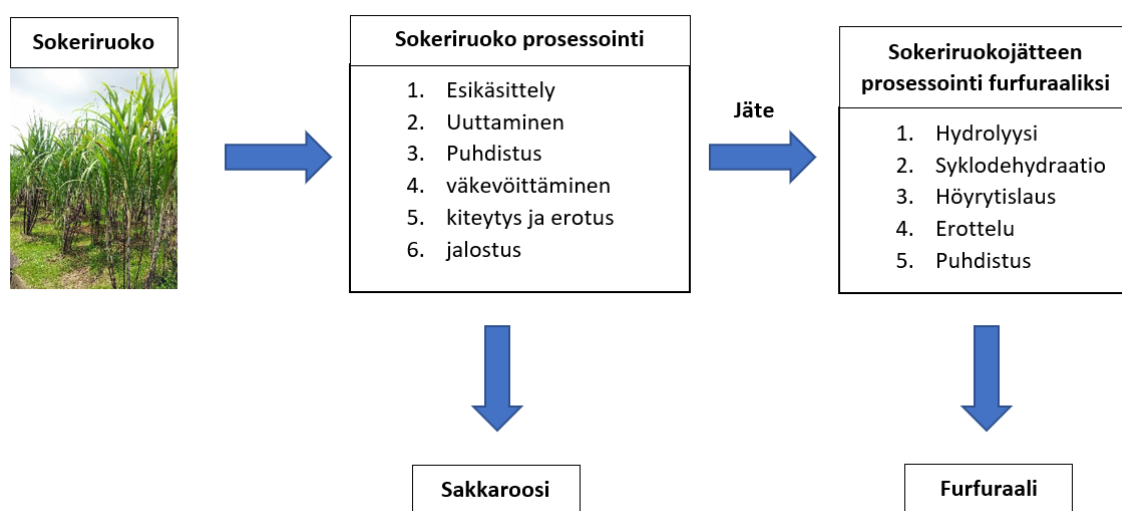 Sokeriruoko
Sokeriruoko prosessointi
1. Esikäsittely
2. Uuttaminen
3. Puhdistus
4. väkevöittäminen
5. kiteytys ja erotus
6. jalostus
Jäte
Sokeriruokojätteen
prosessointi furfuraaliksi
1. Hydrolyysi
2. Syklodehydraatio
3. Höyrytislaus
4. Erottelu
5. Puhdistus
Sakkaroosi
Furfuraali